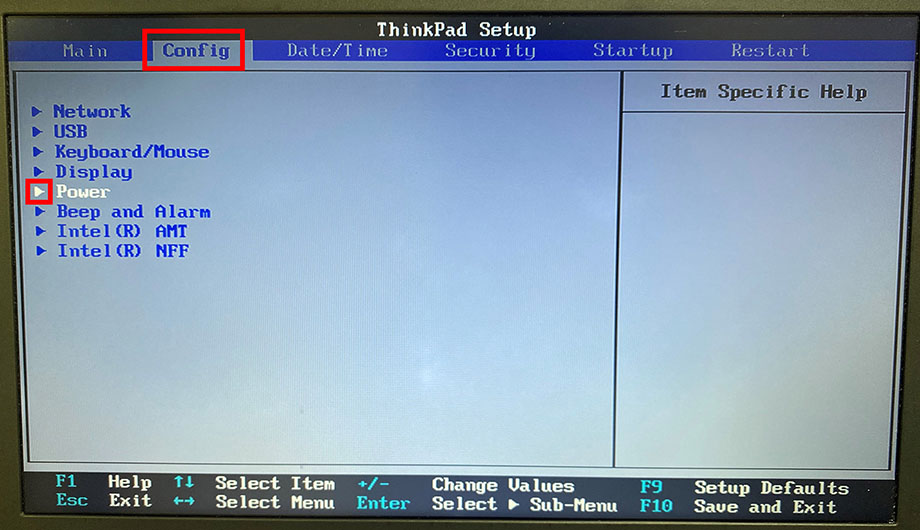 ThinkPad Setup
Main Config Date/Time Security Startup Restart
Item Specific Help
Network
USB
Keyboard/Mouse
Display
Power
Beep and Alarm
Intel(R) AMT
Intel(R) NFF
F1 Help ↑↓ Select Item +/- Change Values F9 Setup Defaults
Esc Exit ←→ Select Menu Enter Select ▶ Sub-Menu F10 Save and Exit